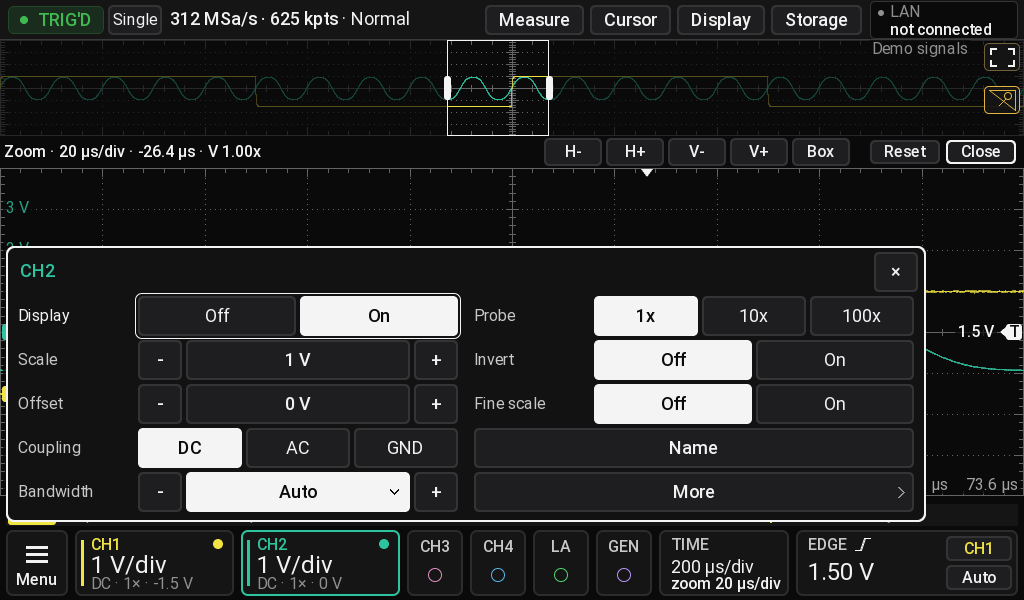 TRIG'D Single 312 MSa/s · 625 kpts · Normal Measure Cursor Display Storage LAN
not connected
Demo signals
Zoom · 20 µs/div · -26.4 µs · V 1.00x H- H+ V- V+ Box Reset Close
3 V
CH2 ×
Display Off On Probe 1x 10x 100x
1.5 V T
Scale - 1 V + Invert Off On
Offset - 0 V + Fine scale Off On
Coupling DC AC GND Name
Bandwidth - Auto + More
µs 73.6 µs
Menu
CH1
1 V/div
DC · 1× · -1.5 V
CH2
1 V/div
DC · 1× · 0 V
CH3
CH4
LA
GEN
TIME
200 µs/div
zoom 20 µs/div
EDGE
1.50 V
CH1
Auto